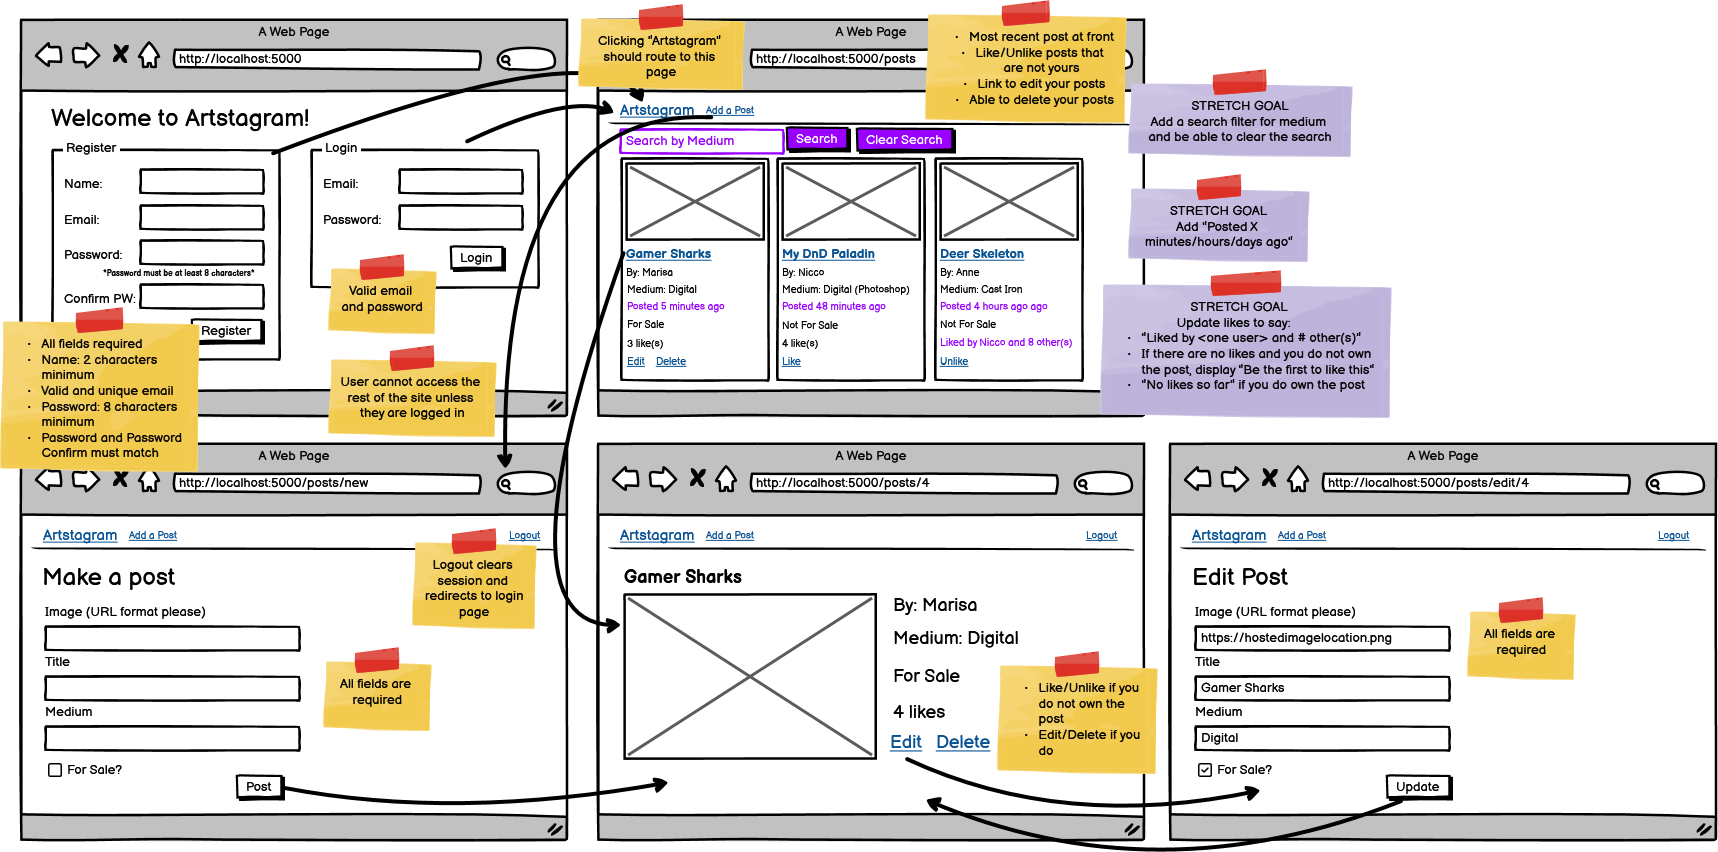 A Web Page
http://localhost:5000
Welcome to Artstagram!
Register
Name:
Email:
Password:
*Password must be at least 8 characters*
Confirm PW:
Register
Login
Email:
Password:
Login
Valid email
and password
· All fields required
· Name: 2 characters
minimum
· Valid and unique email
· Password: 8 characters
minimum
· Password and Password
Confirm must match
User cannot access the
rest of the site unless
they are logged in
Clicking "Artstagram"
should route to this
page
A Web Page
http://localhost:5000/posts
· Most recent post at front
· Like/Unlike posts that
are not yours
· Link to edit your posts
· Able to delete your posts
Artstagram Add a Post
Search by Medium
Search
Clear Search
Gamer Sharks
By: Marisa
Medium: Digital
Posted 5 minutes ago
For Sale
3 like(s)
Edit Delete
My DnD Paladin
By: Nicco
Medium: Digital (Photoshop)
Posted 48 minutes ago
Not For Sale
4 like(s)
Like
Deer Skeleton
By: Anne
Medium: Cast Iron
Posted 4 hours ago ago
Not For Sale
Liked by Nicco and 8 other(s)
Unlike
STRETCH GOAL
Add a search filter for medium
and be able to clear the search
STRETCH GOAL
Add "Posted X
minutes/hours/days ago"
STRETCH GOAL
Update likes to say:
· "Liked by <one user> and # other(s)"
· If there are no likes and you do not own
the post, display "Be the first to like this"
· "No likes so far" if you do own the post
A Web Page
http://localhost:5000/posts/new
Artstagram Add a Post Logout
Logout clears
session and
redirects to login
page
Make a post
Image (URL format please)
Title
Medium
For Sale?
Post
All fields are
required
A Web Page
http://localhost:5000/posts/4
Artstagram Add a Post Logout
Gamer Sharks
By: Marisa
Medium: Digital
For Sale
4 likes
Edit Delete
· Like/Unlike if you
do not own the
post
· Edit/Delete if you
do
A Web Page
http://localhost:5000/posts/edit/4
Artstagram Add a Post Logout
Edit Post
Image (URL format please)
https://hostedimagelocation.png
Title
Gamer Sharks
Medium
Digital
For Sale?
Update
All fields are
required